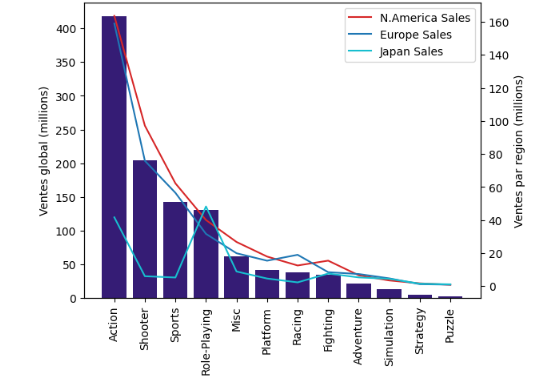 N.America Sales
Europe Sales
Japan Sales
Ventes global (millions)
400
350
300
250
200
150
100
50
0
Ventes par region (millions)
160
140
120
100
80
60
40
20
0
Action
Shooter
Sports
Role-Playing
Misc
Platform
Racing
Fighting
Adventure
Simulation
Strategy
Puzzle